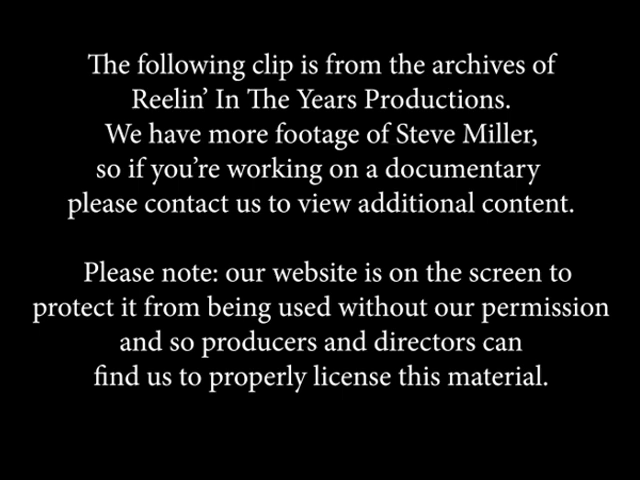 The following clip is from the archives of
Reelin’ In The Years Productions.
We have more footage of Steve Miller,
so if you’re working on a documentary
please contact us to view additional content.
Please note: our website is on the screen to
protect it from being used without our permission
and so producers and directors can
find us to properly license this material.